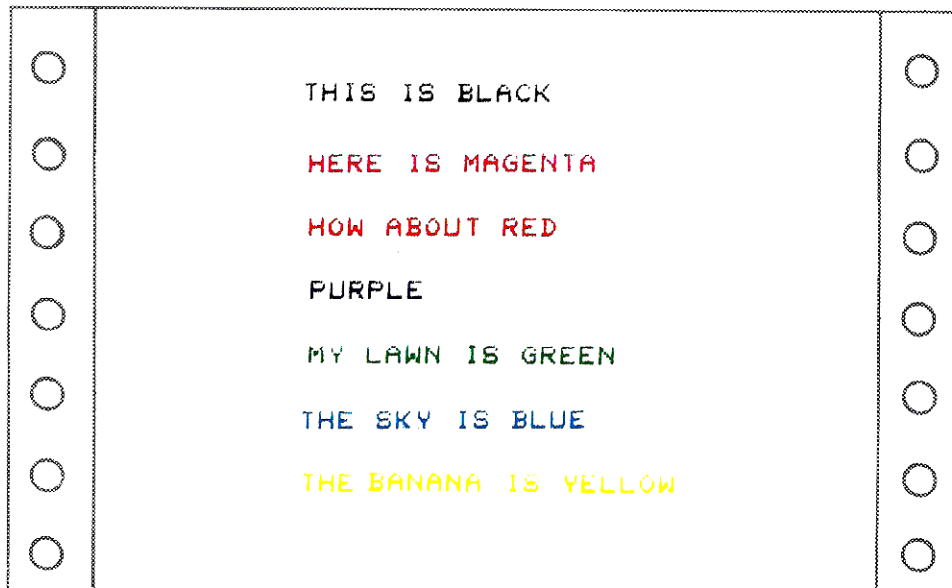 THIS IS BLACK
HERE IS MAGENTA
HOW ABOUT RED
PURPLE
MY LAWN IS GREEN
THE SKY IS BLUE
THE BANANA IS YELLOW